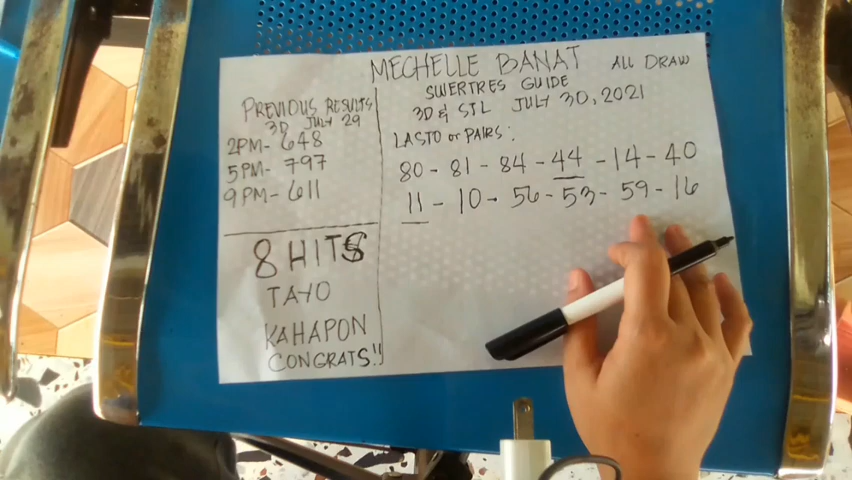 MECHELLE BANAT ALL DRAW
SWERTRES GUIDE
3D & STL JULY 30, 2021
PREVIOUS RESULTS
3D JULY 29
2PM- 648
5PM- 797
9PM- 611
8 HITS
TAYO
KAHAPON
CONGRATS!!
LASTO or PAIRS:
80 - 81 - 84 - 44 - 14 - 40
11 - 10 - 56 - 53 - 59 - 16